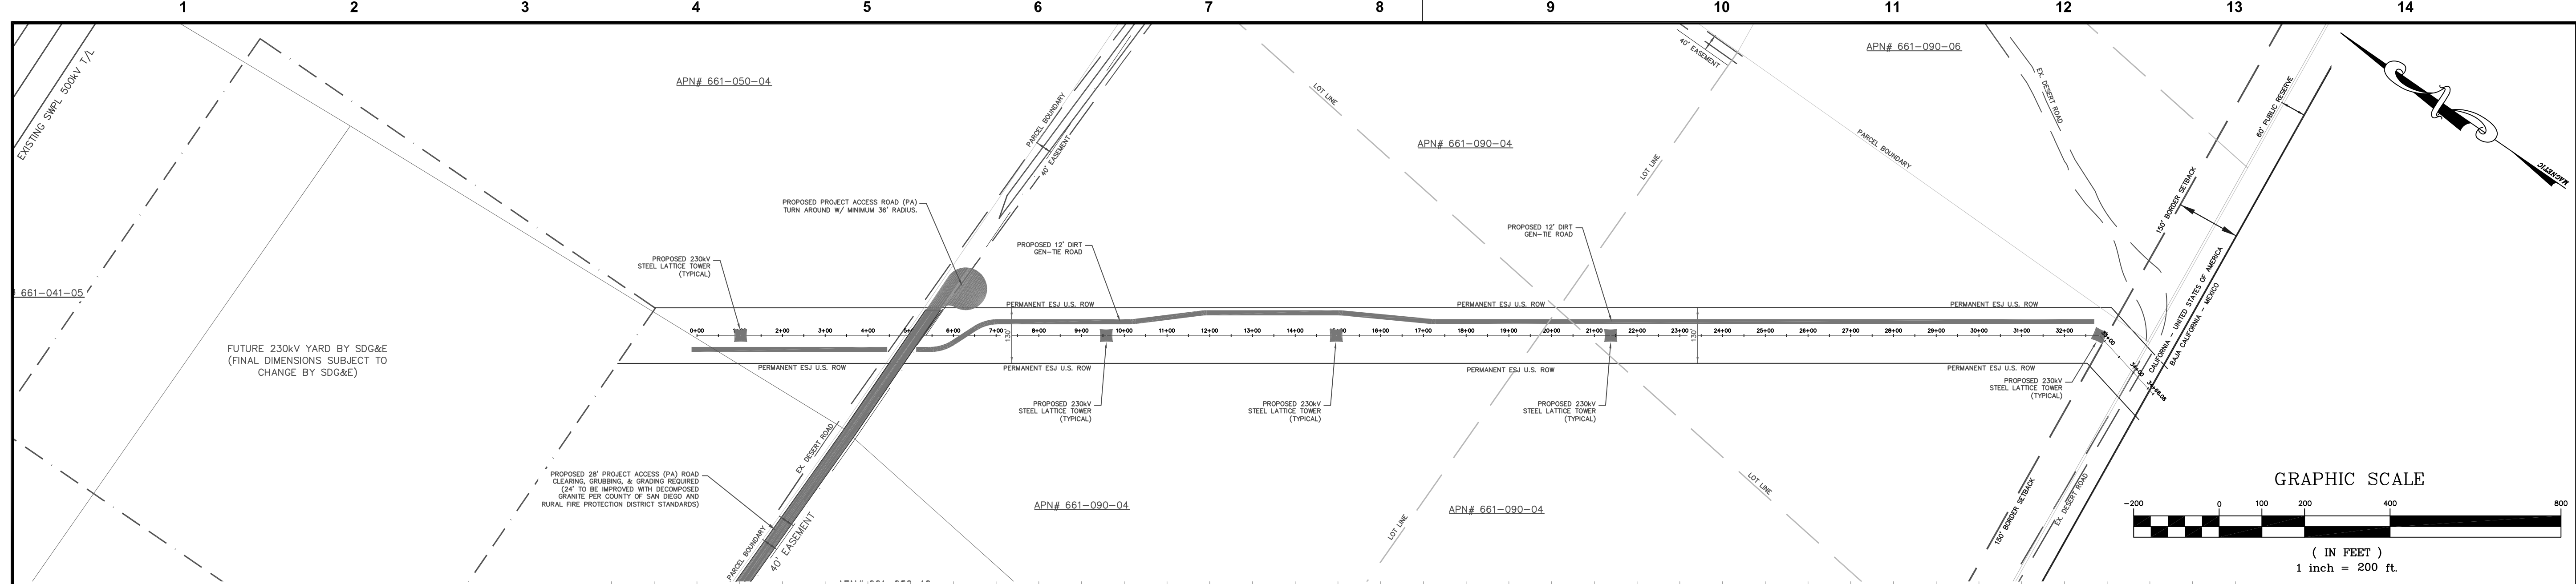 1 2 3 4 5 6 7 8 9 10 11 12 13 14
EXISTING SWPL 500kV T/L
661-041-05
FUTURE 230kV YARD BY SDG&E
(FINAL DIMENSIONS SUBJECT TO
CHANGE BY SDG&E)
APN# 661-050-04
PROPOSED 230kV
STEEL LATTICE TOWER
(TYPICAL)
PROPOSED PROJECT ACCESS ROAD (PA)
TURN AROUND W/ MINIMUM 36' RADIUS.
PARCEL BOUNDARY
40' EASEMENT
PROPOSED 12' DIRT
GEN-TIE ROAD
PERMANENT ESJ U.S. ROW
PERMANENT ESJ U.S. ROW
PERMANENT ESJ U.S. ROW
0+00 2+00 3+00 4+00 6+00 7+00 8+00 9+00 10+00 11+00 12+00 13+00 14+00 16+00 17+00 18+00 19+00 20+00 21+00 22+00 23+00 24+00 25+00 26+00 27+00 28+00 29+00 30+00 31+00 32+00
34+00
34+68.08
130'
130'
PERMANENT ESJ U.S. ROW
PERMANENT ESJ U.S. ROW
PERMANENT ESJ U.S. ROW
PERMANENT ESJ U.S. ROW
PROPOSED 230kV
STEEL LATTICE TOWER
(TYPICAL)
PROPOSED 230kV
STEEL LATTICE TOWER
(TYPICAL)
PROPOSED 230kV
STEEL LATTICE TOWER
(TYPICAL)
PROPOSED 230kV
STEEL LATTICE TOWER
(TYPICAL)
EX. DESERT ROAD
PROPOSED 28' PROJECT ACCESS (PA) ROAD
CLEARING, GRUBBING, & GRADING REQUIRED
(24' TO BE IMPROVED WITH DECOMPOSED
GRANITE PER COUNTY OF SAN DIEGO AND
RURAL FIRE PROTECTION DISTRICT STANDARDS)
PARCEL BOUNDARY
40' EASEMENT
APN# 661-090-04
APN# 661-090-04
APN# 661-090-04
LOT LINE
LOT LINE
LOT LINE
LOT LINE
PROPOSED 12' DIRT
GEN-TIE ROAD
40' EASEMENT
APN# 661-090-06
PARCEL BOUNDARY
EX. DESERT ROAD
150' BORDER SETBACK
60' PUBLIC RESERVE
CALIFORNIA - UNITED STATES OF AMERICA
BAJA CALIFORNIA - MEXICO
150' BORDER SETBACK
EX. DESERT ROAD
MAGNETIC
GRAPHIC SCALE
-200 0 100 200 400 800
( IN FEET )
1 inch = 200 ft.